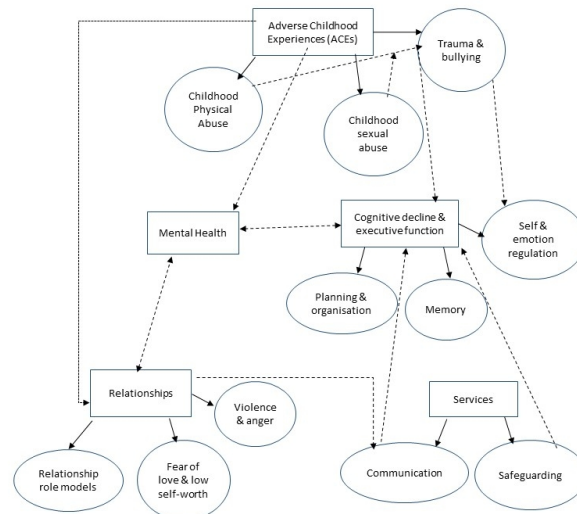 Adverse Childhood
Experiences (ACEs)
Trauma &
bullying
Childhood
Physical
Abuse
Childhood
sexual
abuse
Mental Health
Cognitive decline &
executive function
Self &
emotion
regulation
Planning &
organisation
Memory
Relationships
Violence
& anger
Services
Relationship
role models
Fear of
love & low
self-worth
Communication
Safeguarding